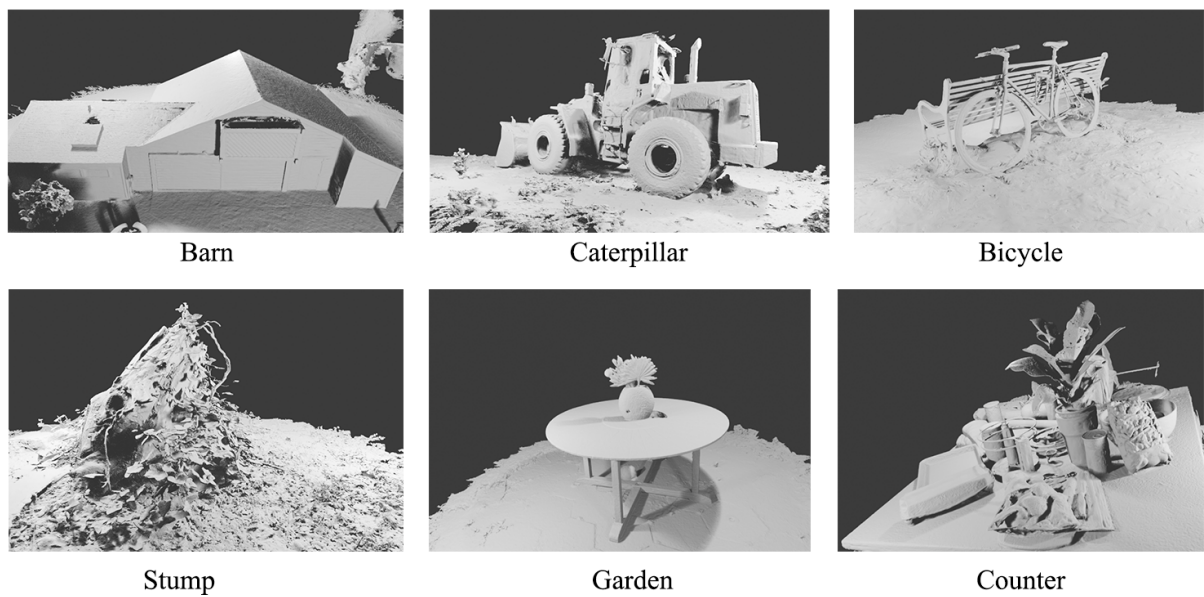 Barn
Caterpillar
Bicycle
Stump
Garden
Counter